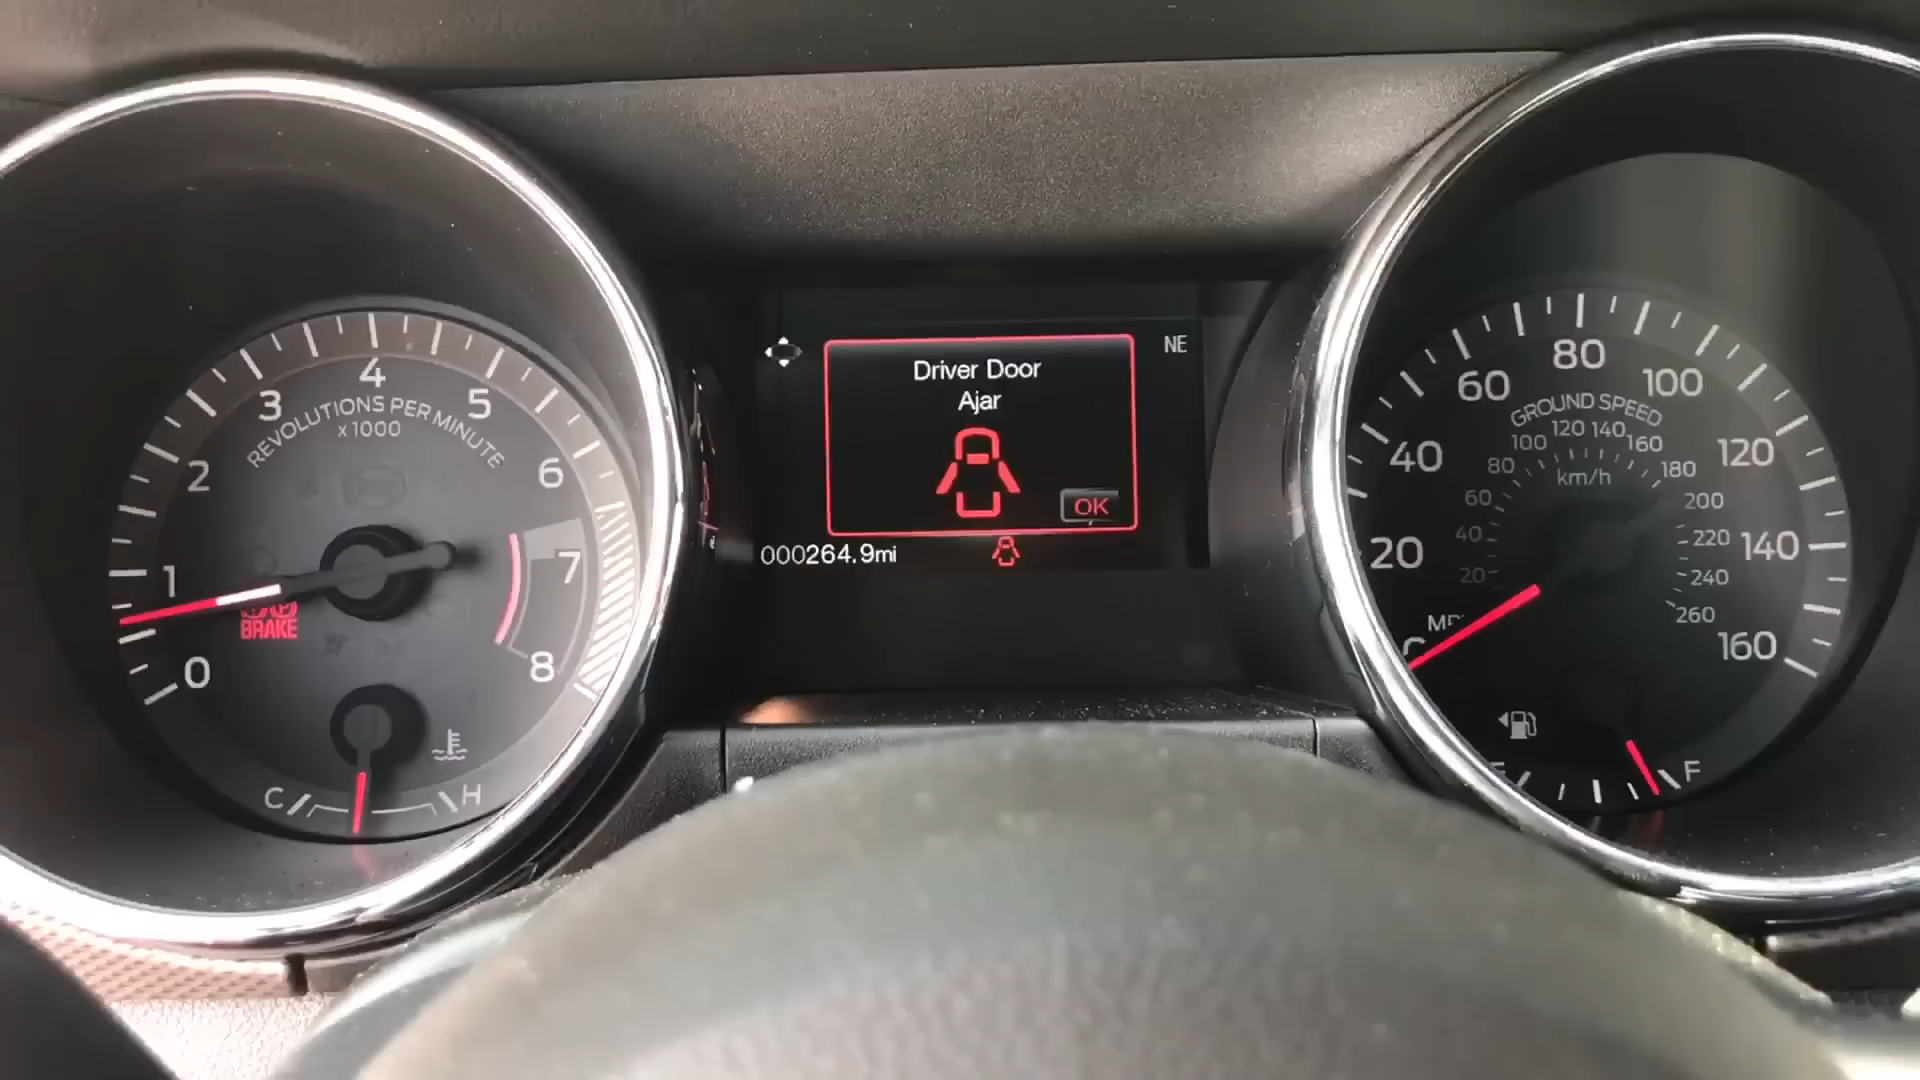 Driver Door
Ajar
OK
NE
000264.9mi
0
1
2
3
4
5
6
7
8
REVOLUTIONS PER MINUTE
x1000
BRAKE
C
H
20
40
60
80
100
120
140
160
GROUND SPEED
20
40
60
80
100
120
140
160
180
200
220
240
260
km/h
F